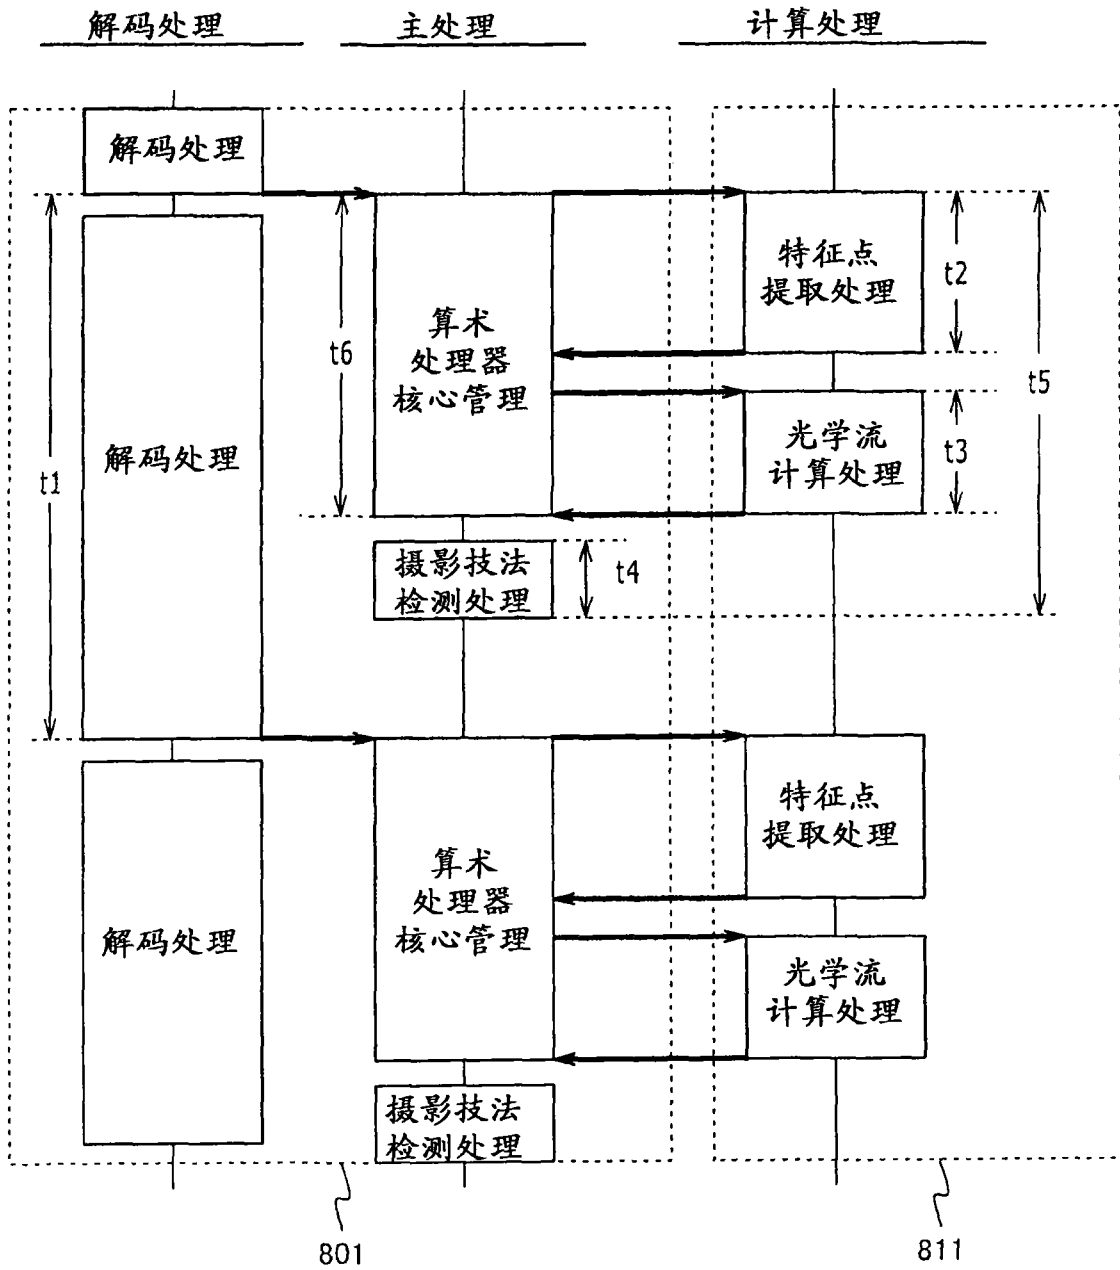 解码处理
主处理
计算处理
解码处理
特征点
提取处理
t2
算术
处理器
核心管理
t6
t5
解码处理
t1
光学流
计算处理
t3
摄影技法
检测处理
t4
特征点
提取处理
算术
处理器
核心管理
解码处理
光学流
计算处理
摄影技法
检测处理
801
811